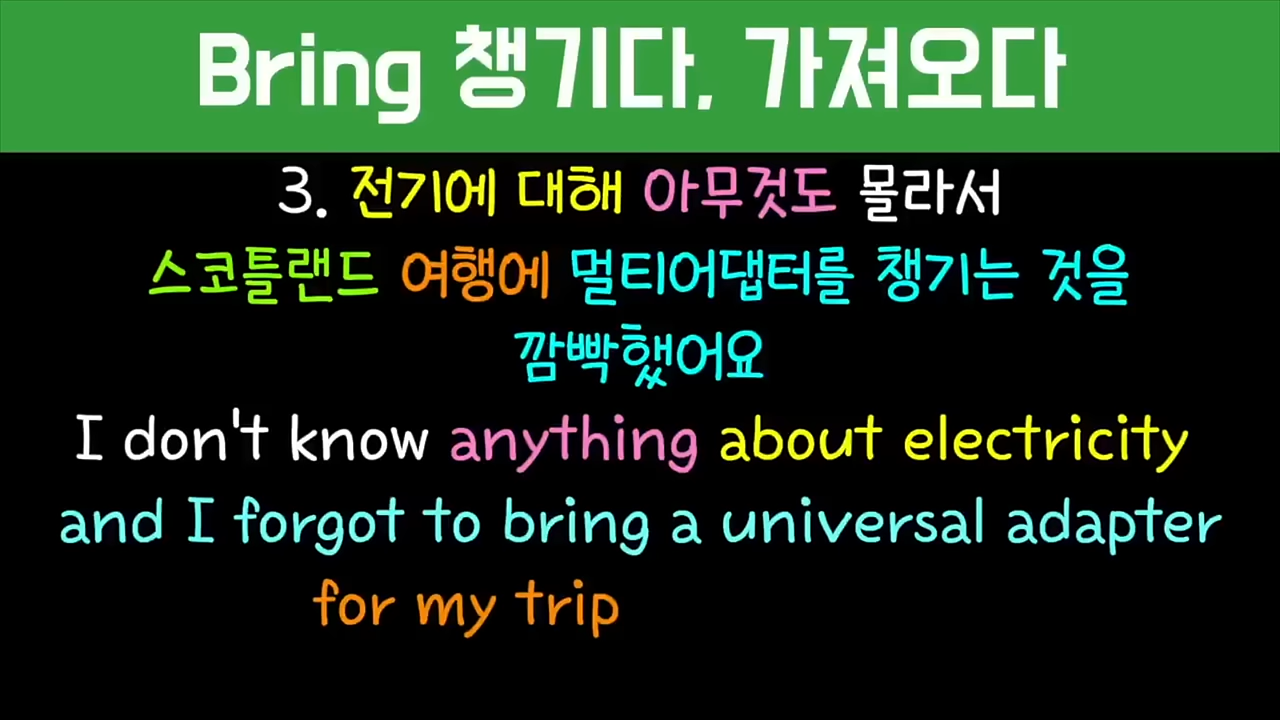 Bring 챙기다, 가져오다
3. 전기에 대해 아무것도 몰라서
스코틀랜드 여행에 멀티어댑터를 챙기는 것을
깜빡했어요
I don't know anything about electricity
and I forgot to bring a universal adapter
for my trip